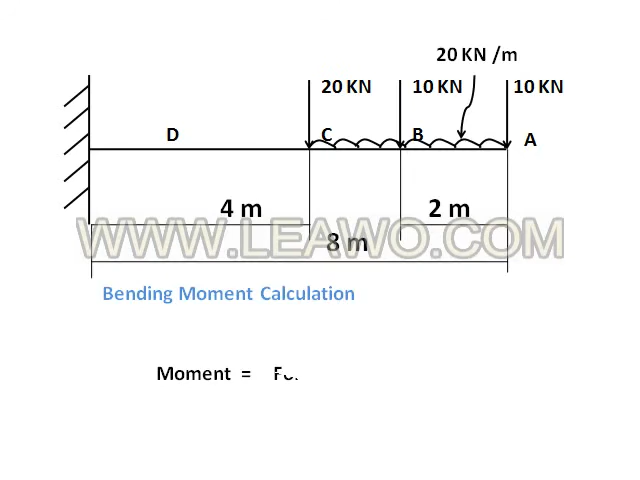 20 KN /m
20 KN 10 KN 10 KN
D C B A
4 m 2 m
WWW.LEAWO.COM
8 m
Bending Moment Calculation
Moment =